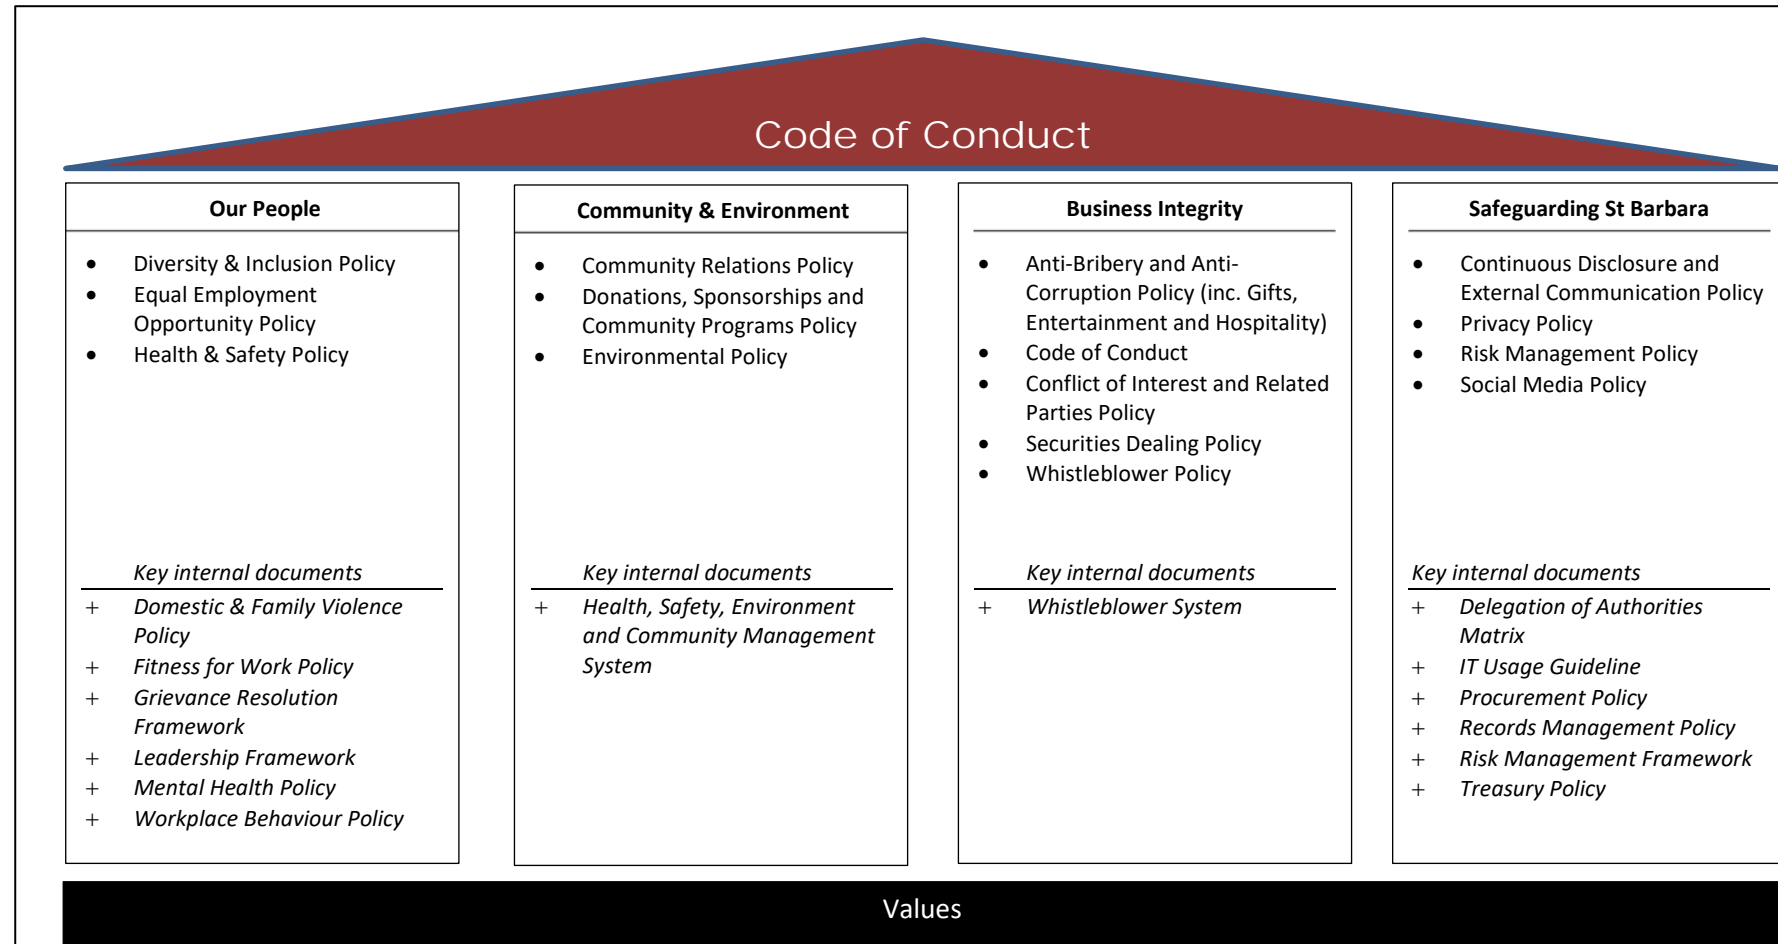 Code of Conduct
Our People
• Diversity & Inclusion Policy
• Equal Employment
Opportunity Policy
• Health & Safety Policy
Key internal documents
+ Domestic & Family Violence
Policy
+ Fitness for Work Policy
+ Grievance Resolution
Framework
+ Leadership Framework
+ Mental Health Policy
+ Workplace Behaviour Policy
Community & Environment
• Community Relations Policy
• Donations, Sponsorships and
Community Programs Policy
• Environmental Policy
Key internal documents
+ Health, Safety, Environment
and Community Management
System
Business Integrity
• Anti-Bribery and Anti-
Corruption Policy (inc. Gifts,
Entertainment and Hospitality)
• Code of Conduct
• Conflict of Interest and Related
Parties Policy
• Securities Dealing Policy
• Whistleblower Policy
Key internal documents
+ Whistleblower System
Safeguarding St Barbara
• Continuous Disclosure and
External Communication Policy
• Privacy Policy
• Risk Management Policy
• Social Media Policy
Key internal documents
+ Delegation of Authorities
Matrix
+ IT Usage Guideline
+ Procurement Policy
+ Records Management Policy
+ Risk Management Framework
+ Treasury Policy
Values